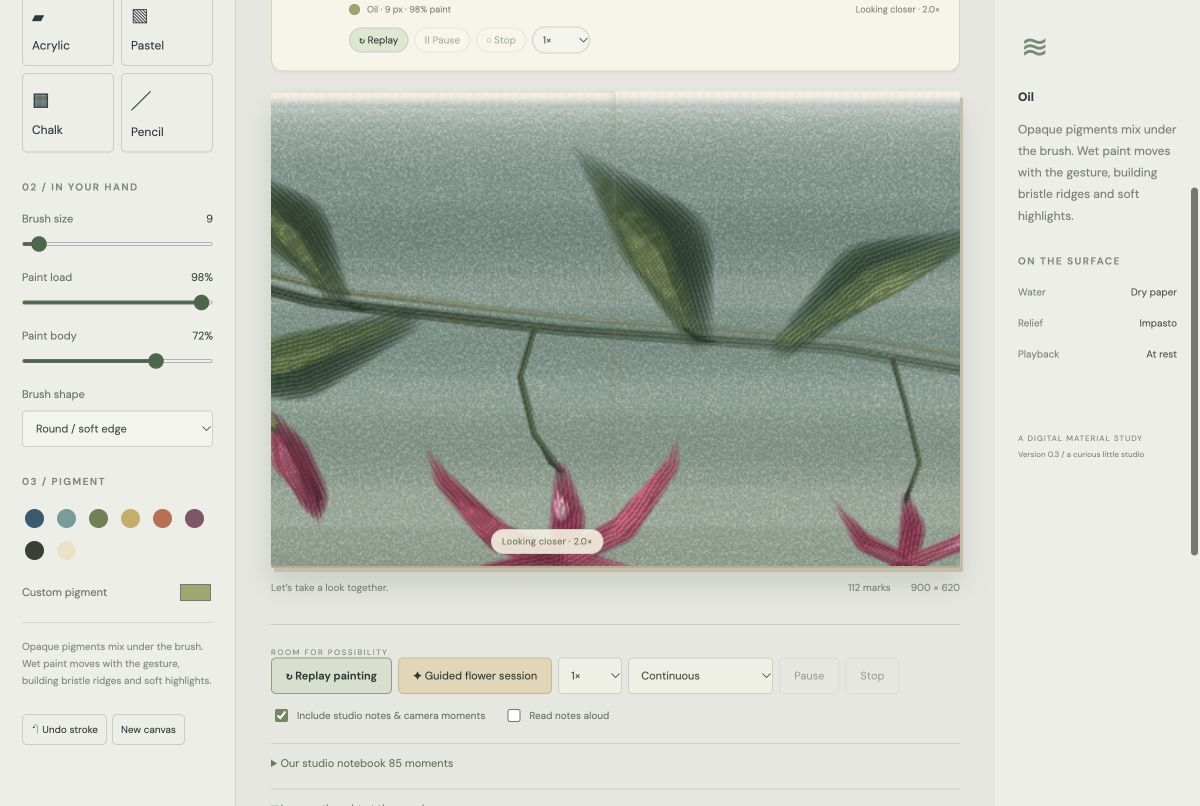 Acrylic
Pastel
Chalk
Pencil
02 / IN YOUR HAND
Brush size 9
Paint load 98%
Paint body 72%
Brush shape
Round / soft edge
03 / PIGMENT
Custom pigment
Opaque pigments mix under the brush.
Wet paint moves with the gesture,
building bristle ridges and soft highlights.
Undo stroke
New canvas
Oil · 9 px · 98% paint
Looking closer · 2.0×
↻ Replay
II Pause
Stop
1×
Looking closer · 2.0×
Let's take a look together.
112 marks
900 × 620
ROOM FOR POSSIBILITY
↻ Replay painting
✦ Guided flower session
1×
Continuous
Pause
Stop
Include studio notes & camera moments
Read notes aloud
Our studio notebook 85 moments
Oil
Opaque pigments mix under
the brush. Wet paint moves
with the gesture, building
bristle ridges and soft
highlights.
ON THE SURFACE
Water Dry paper
Relief Impasto
Playback At rest
A DIGITAL MATERIAL STUDY
Version 0.3 / a curious little studio